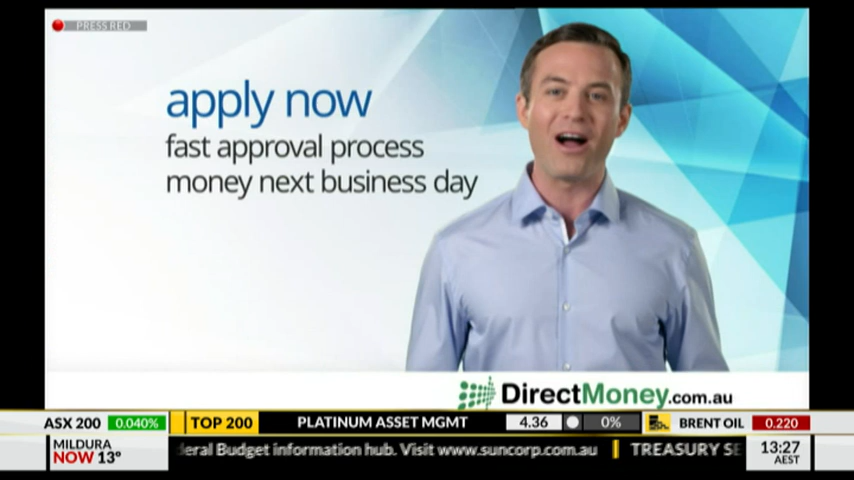 PRESS RED
apply now
fast approval process
money next business day
DirectMoney.com.au
ASX 200 0.040% TOP 200 PLATINUM ASSET MGMT 4.36 0% BRENT OIL 0.220
MILDURA
NOW 13°
deral Budget information hub. Visit www.suncorp.com.au TREASURY SE
13:27
AEST